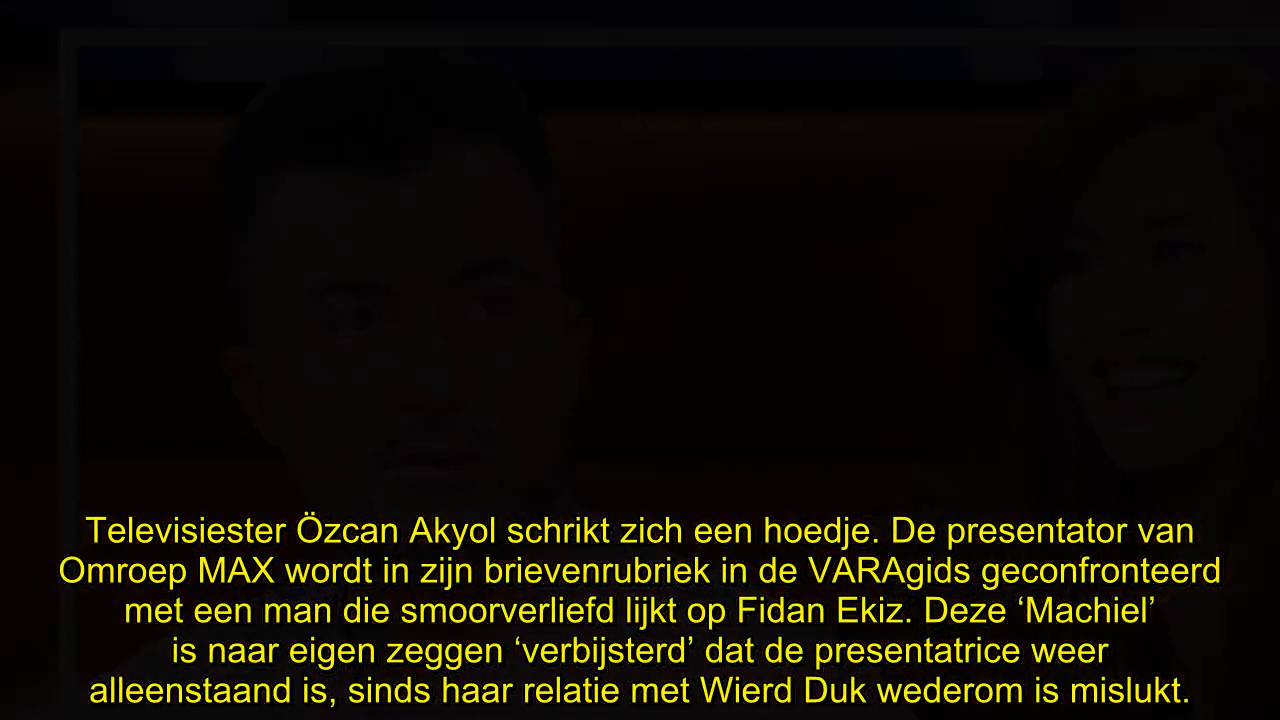 Televisiester Özcan Akyol schrikt zich een hoedje. De presentator van
Omroep MAX wordt in zijn brievenrubriek in de VARAgids geconfronteerd
met een man die smoorverliefd lijkt op Fidan Ekiz. Deze ‘Machiel’
is naar eigen zeggen ‘verbijsterd’ dat de presentatrice weer
alleenstaand is, sinds haar relatie met Wierd Duk wederom is mislukt.